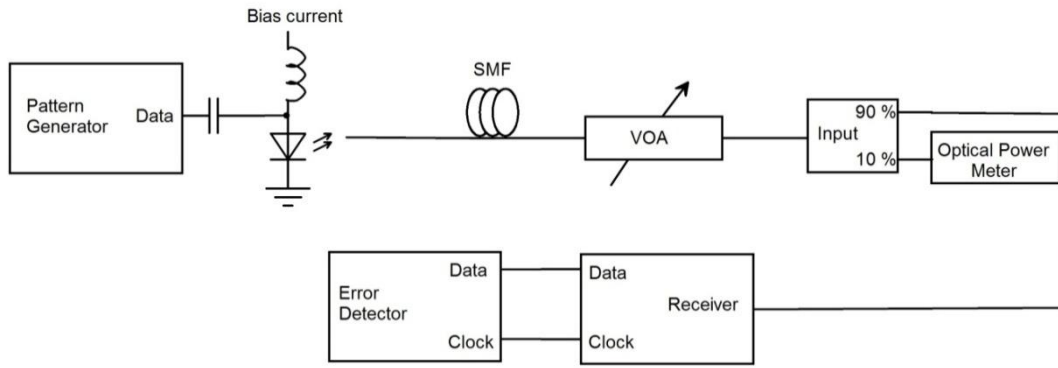 Bias current
Pattern
Generator
Data
SMF
VOA
Input
90 %
10 %
Optical Power
Meter
Error
Detector
Data
Clock
Data
Clock
Receiver